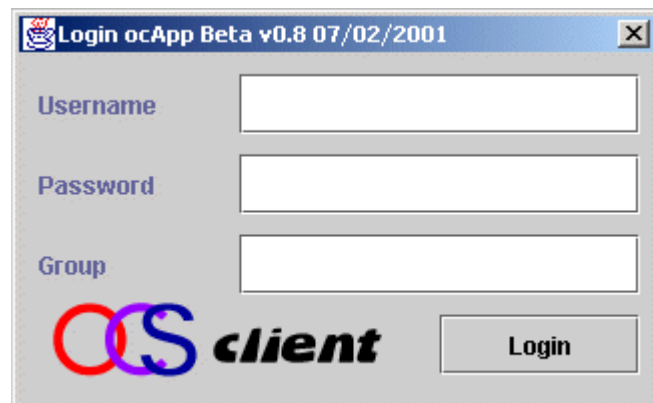 Login ocApp Beta v0.8 07/02/2001
Username
Password
Group
OCS client
Login